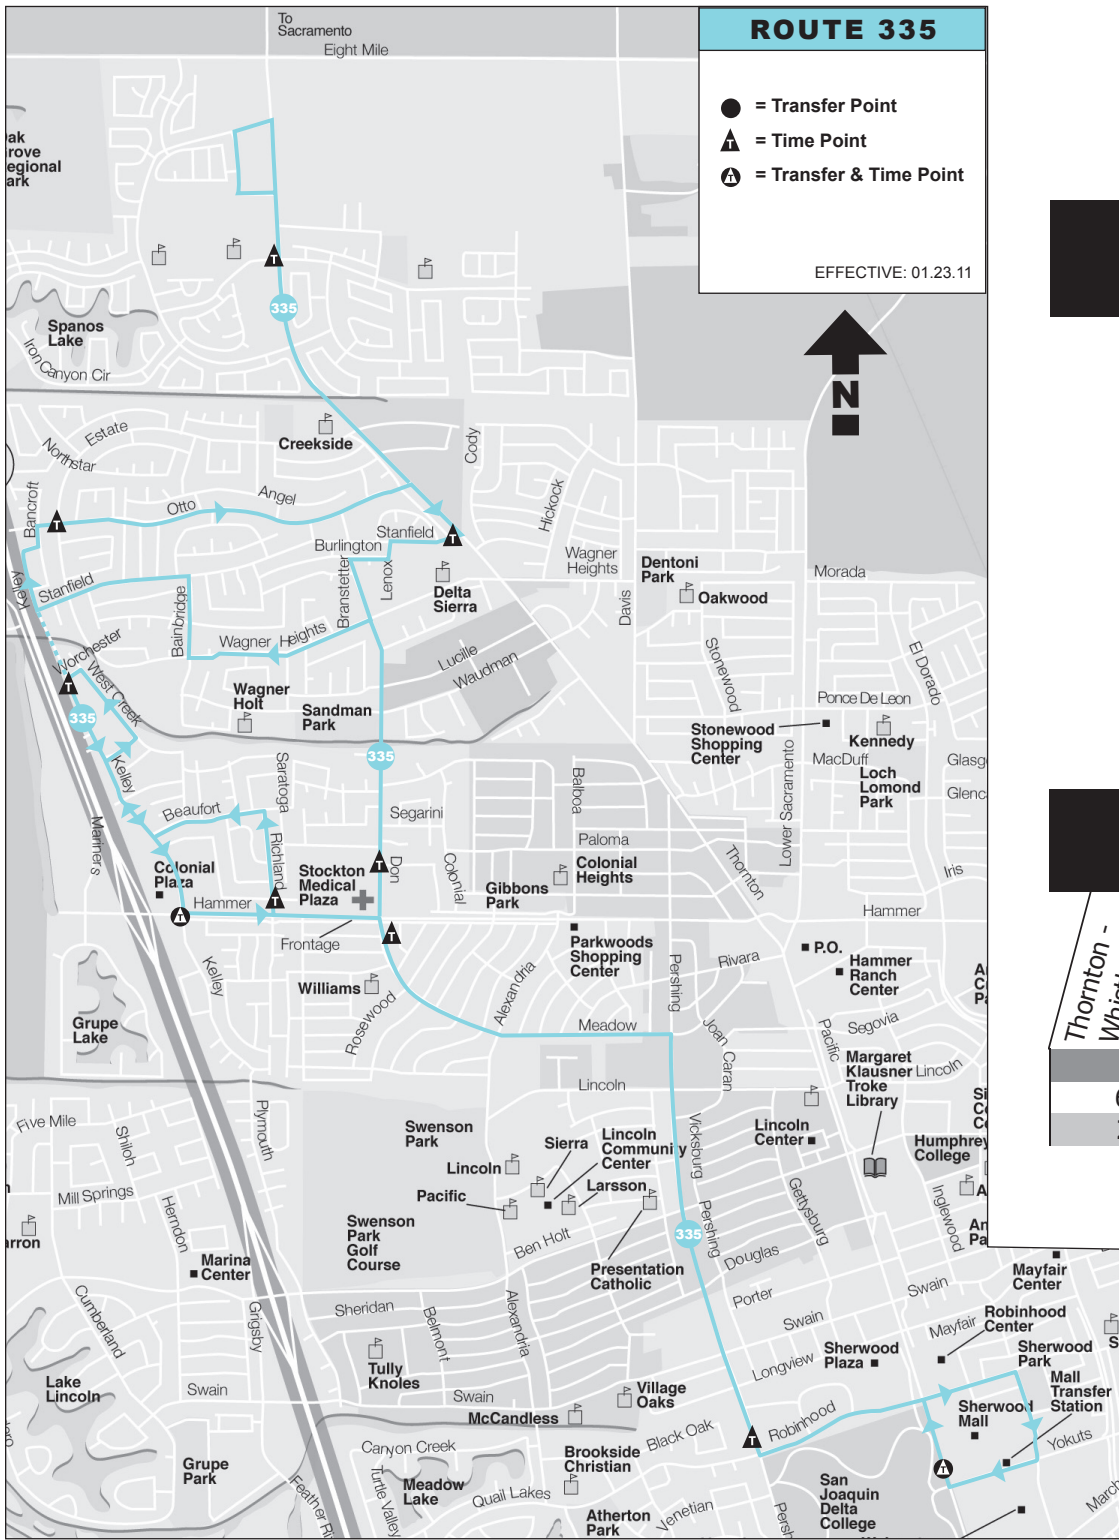 To
Sacramento
Eight Mile
ROUTE 335
= Transfer Point
T
= Time Point
T
= Transfer & Time Point
EFFECTIVE: 01.23.11
N
T
335
Spanos
Lake
Iron Canyon Cir
Creekside
Estate
Northstar
Cody
Bancroft
Otto
Angel
Hickock
T
Stanfield
T
Burlington
Wagner
Heights
Dentoni
Park
Morada
Kelley
Stanfield
Bainbridge
Branstetter
Lenox
Delta
Sierra
Davis
Oakwood
Wagner Heights
Worchester
West Creek
Lucille
Waudman
Stonewood
El Dorado
T
Wagner
Holt
Sandman
Park
Ponce De Leon
335
Stonewood
Shopping
Center
Kennedy
335
MacDuff
Kelley
Saratoga
Balboa
Lower Sacramento
Loch
Lomond
Park
Mariners
Beaufort
Segarini
Paloma
Thornton
Iris
Colonial
Plaza
Richland
Stockton
Medical
Plaza
T
Don
Colonial
Gibbons
Park
Colonial
Heights
Hammer
T
T
Hammer
Frontage
T
Parkwoods
Shopping
Center
P.O.
Hammer
Ranch
Center
Kelley
Williams
Rosewood
Alexandria
Pershing
Rivara
Grupe
Lake
Meadow
Joan
Caran
Pacific
Segovia
Margaret
Klausner
Troke
Library
Lincoln
Lincoln
Five Mile
Shiloh
Plymouth
Swenson
Park
Sierra
Lincoln
Community
Center
Vicksburg
Lincoln
Center
Humphrey
College
Lincoln
Mill Springs
Pacific
Larsson
Gettysburg
Inglewood
Herndon
Swenson
Park
Golf
Course
Ben Holt
335
Pershing
Marina
Center
Presentation
Catholic
Douglas
Mayfair
Center
Cumberland
Grigsby
Sheridan
Belmont
Alexandria
Porter
Swain
Swain
Mayfair
Robinhood
Center
Tully
Knoles
Longview
Sherwood
Plaza
Sherwood
Park
Lake
Lincoln
Swain
Swain
Village
Oaks
Mall
Transfer
Station
McCandless
Robinhood
Sherwood
Mall
Black Oak
T
Yokuts
Canyon Creek
Brookside
Christian
T
Grupe
Park
Turtle Valley
Meadow
Lake
Quail Lakes
San
Joaquin
Delta
College
Atherton
Park
Venetian
March
Thornton -